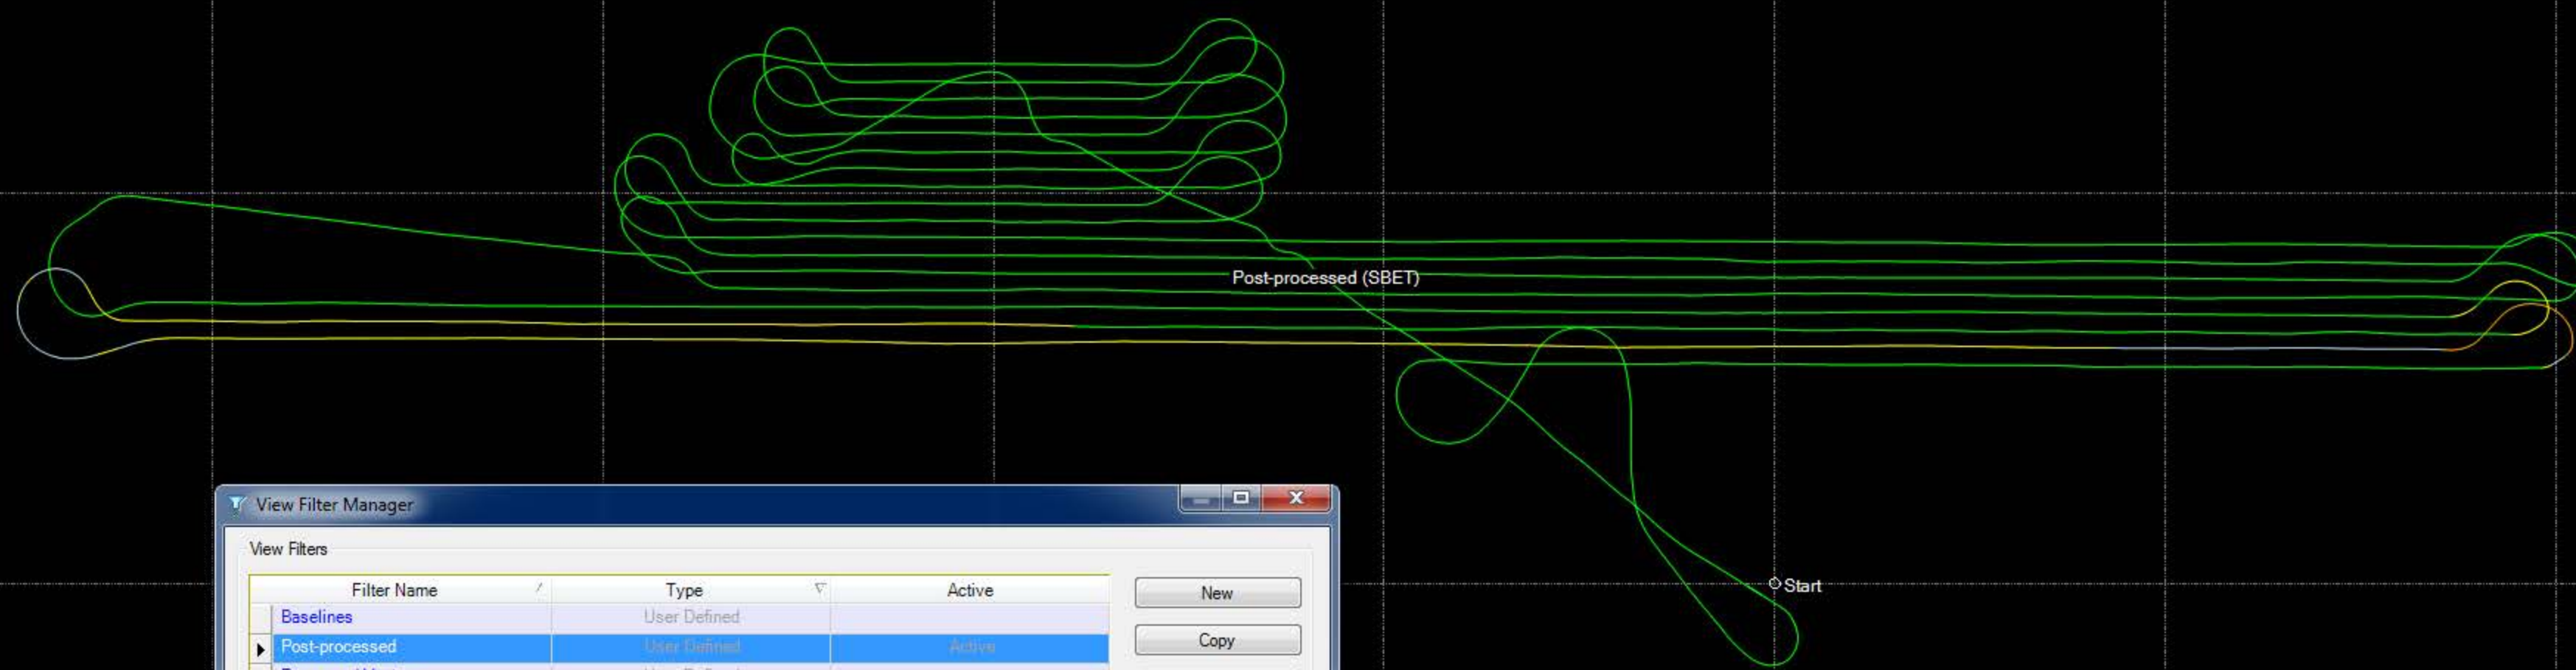 Post-processed (SBET)
Start
View Filter Manager
View Filters
Filter Name Type Active
Baselines User Defined
Post-processed User Defined Active
New
Copy